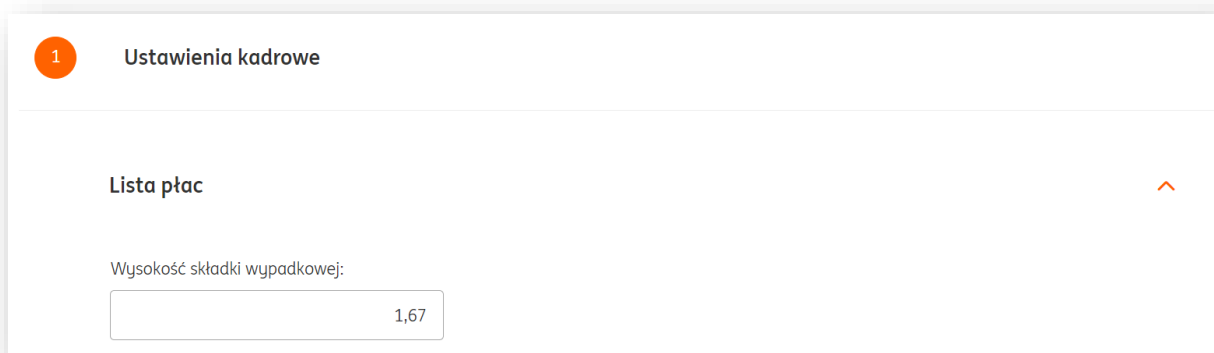 1
Ustawienia kadrowe
Lista płac
Wysokość składki wypadkowej:
1,67